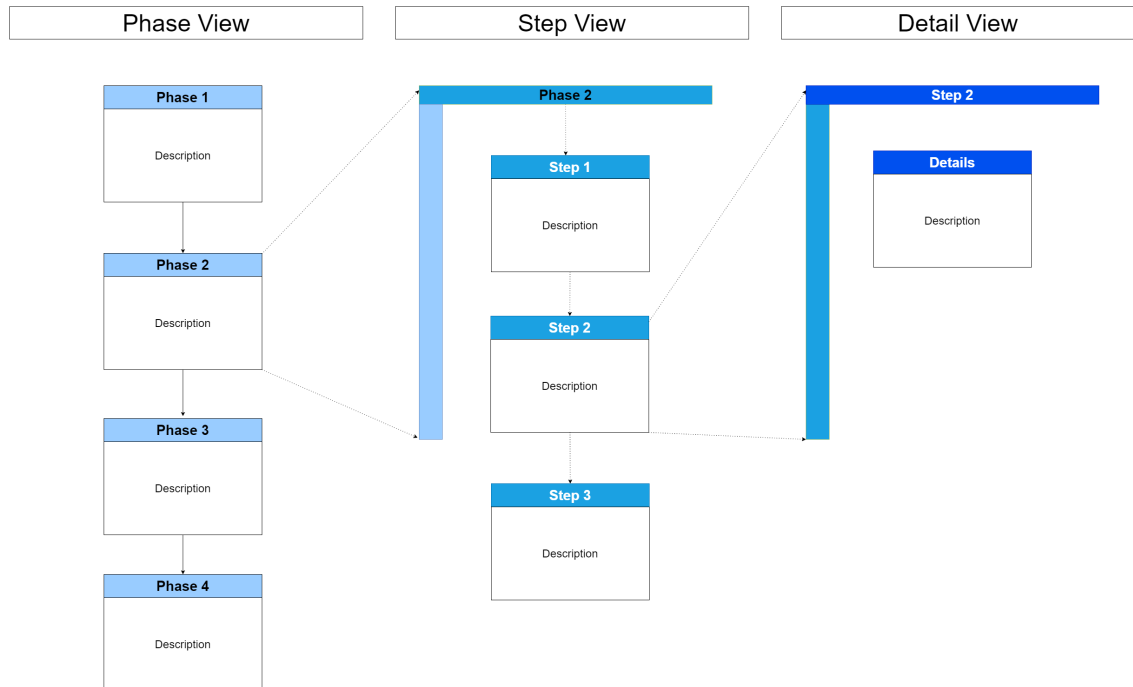 Phase View
Step View
Detail View
Phase 1
Description
Phase 2
Description
Phase 3
Description
Phase 4
Description
Phase 2
Step 1
Description
Step 2
Description
Step 3
Description
Step 2
Details
Description